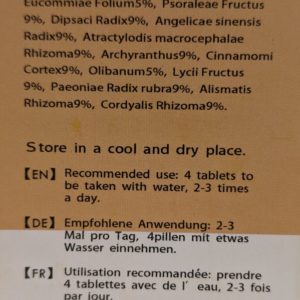 Eucommiae Folium5%, Psoraleae Fructus
9%, Dipsaci Radix9%, Angelicae sinensis
Radix9%, Atractylodis macrocephalae
Rhizoma9%, Archyranthus9%, Cinnamomi
Cortex9%, Olibanum5%, Lycii Fructus
9%, Paeoniae Radix rubra9%, Alismatis
Rhizoma9%, Cordyalis Rhizoma9%.
Store in a cool and dry place.
【EN】 Recommended use: 4 tablets to
be taken with water, 2-3 times
a day.
【DE】 Empfohlene Anwendung: 2-3
Mal pro Tag, 4pillen mit etwas
Wasser einnehmen.
【FR】 Utilisation recommandée: prendre
4 tablettes avec de l' eau, 2-3 fois
par jour.